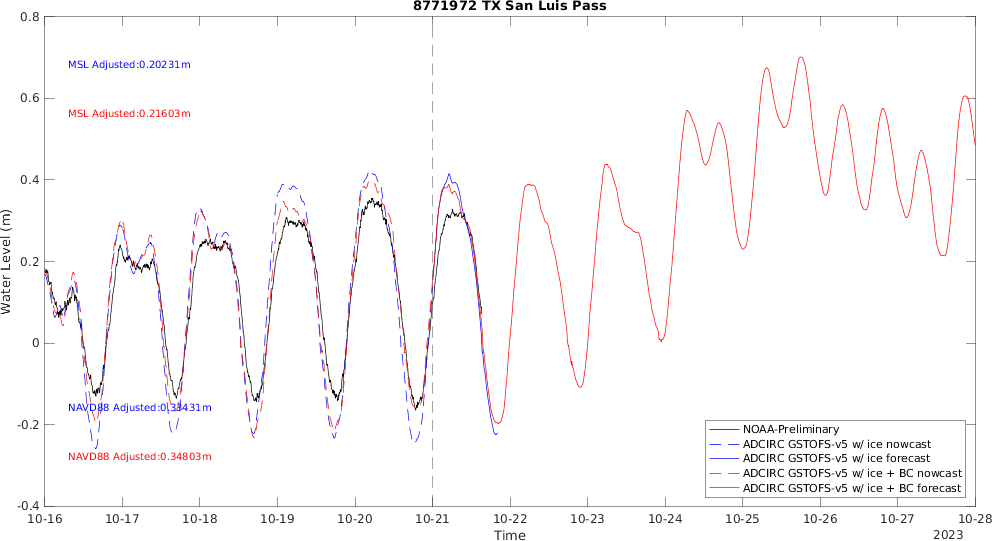 8771972 TX San Luis Pass
0.8
0.6
0.4
0.2
0
-0.2
-0.4
Water Level (m)
MSL Adjusted:0.20231m
MSL Adjusted:0.21603m
NAVD88 Adjusted:0.33431m
NAVD88 Adjusted:0.34803m
NOAA-Preliminary
ADCIRC GSTOFS-v5 w/ ice nowcast
ADCIRC GSTOFS-v5 w/ ice forecast
ADCIRC GSTOFS-v5 w/ ice + BC nowcast
ADCIRC GSTOFS-v5 w/ ice + BC forecast
10-16 10-17 10-18 10-19 10-20 10-21 10-22 10-23 10-24 10-25 10-26 10-27 10-28
Time
2023